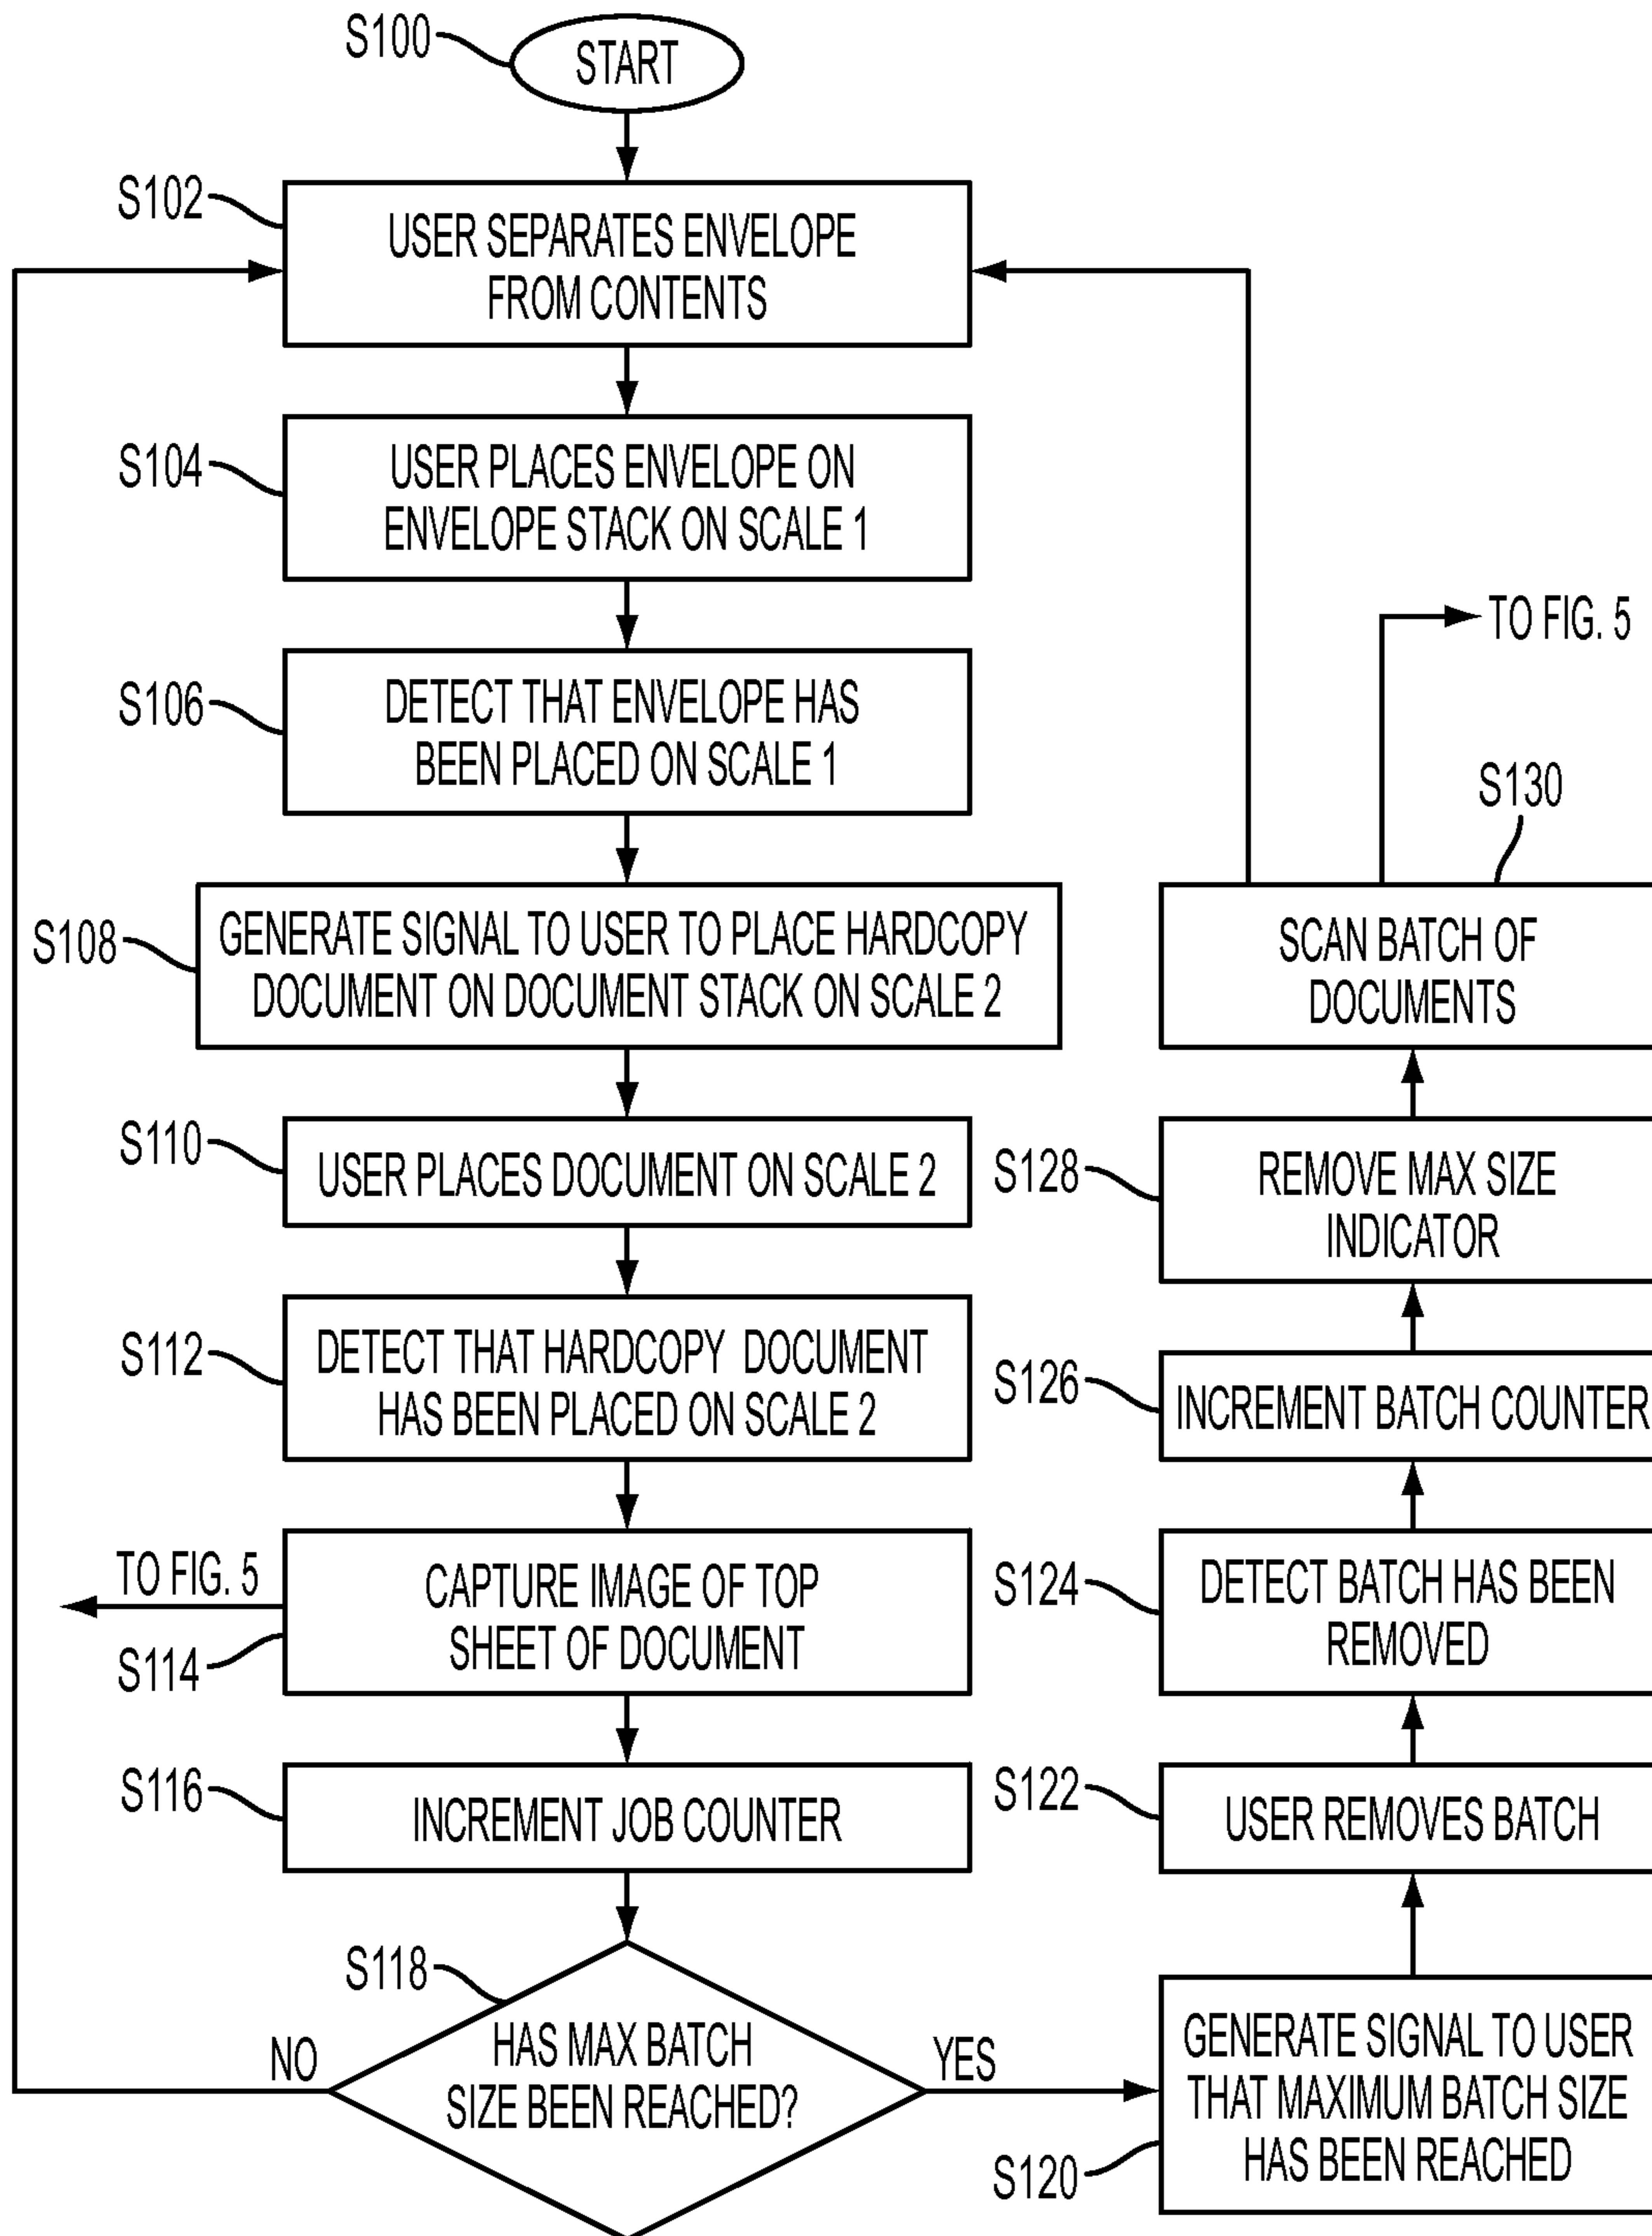 S100
START
S102
USER SEPARATES ENVELOPE
FROM CONTENTS
S104
USER PLACES ENVELOPE ON
ENVELOPE STACK ON SCALE 1
S106
DETECT THAT ENVELOPE HAS
BEEN PLACED ON SCALE 1
S108
GENERATE SIGNAL TO USER TO PLACE HARDCOPY
DOCUMENT ON DOCUMENT STACK ON SCALE 2
S110
USER PLACES DOCUMENT ON SCALE 2
S112
DETECT THAT HARDCOPY DOCUMENT
HAS BEEN PLACED ON SCALE 2
TO FIG. 5
S114
CAPTURE IMAGE OF TOP
SHEET OF DOCUMENT
S116
INCREMENT JOB COUNTER
S118
HAS MAX BATCH
SIZE BEEN REACHED?
NO
YES
S120
GENERATE SIGNAL TO USER
THAT MAXIMUM BATCH SIZE
HAS BEEN REACHED
S122
USER REMOVES BATCH
S124
DETECT BATCH HAS BEEN
REMOVED
S126
INCREMENT BATCH COUNTER
S128
REMOVE MAX SIZE
INDICATOR
S130
SCAN BATCH OF
DOCUMENTS
TO FIG. 5